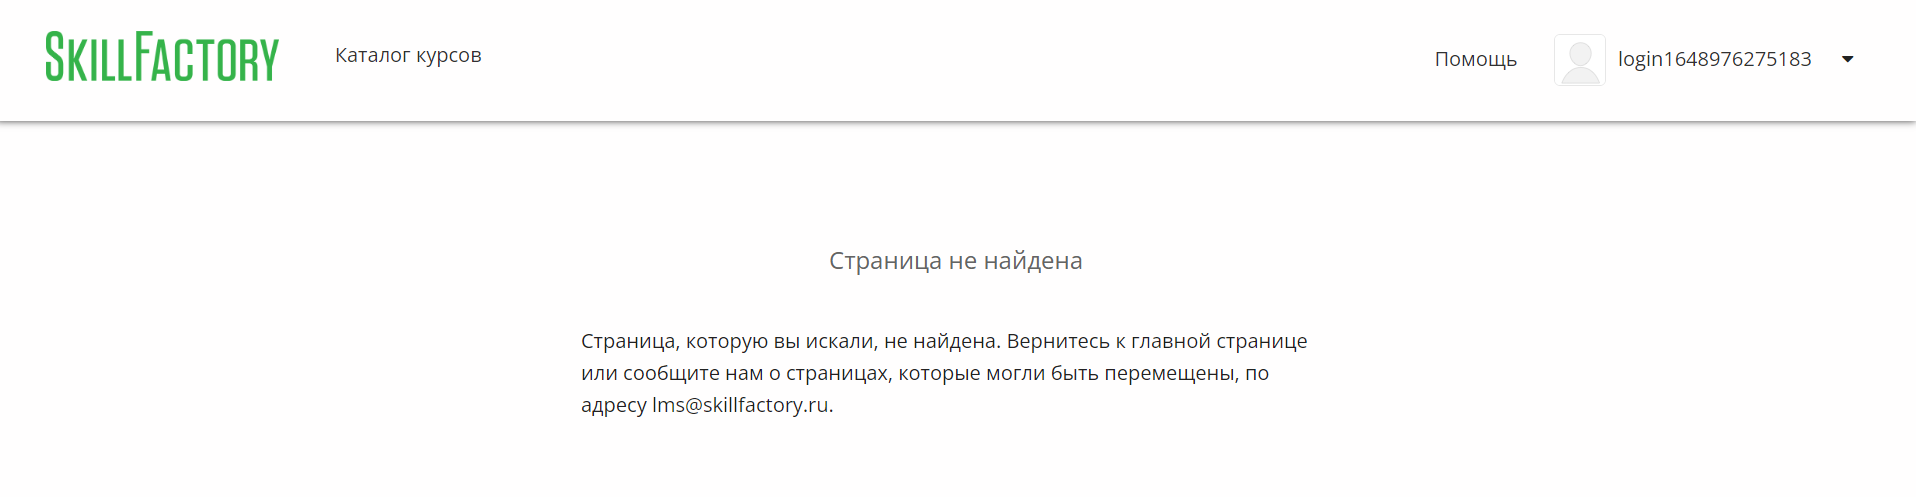 SKILLFACTORY
Каталог курсов
Помощь
login1648976275183
Страница не найдена
Страница, которую вы искали, не найдена. Вернитесь к главной странице
или сообщите нам о страницах, которые могли быть перемещены, по
адресу lms@skillfactory.ru.